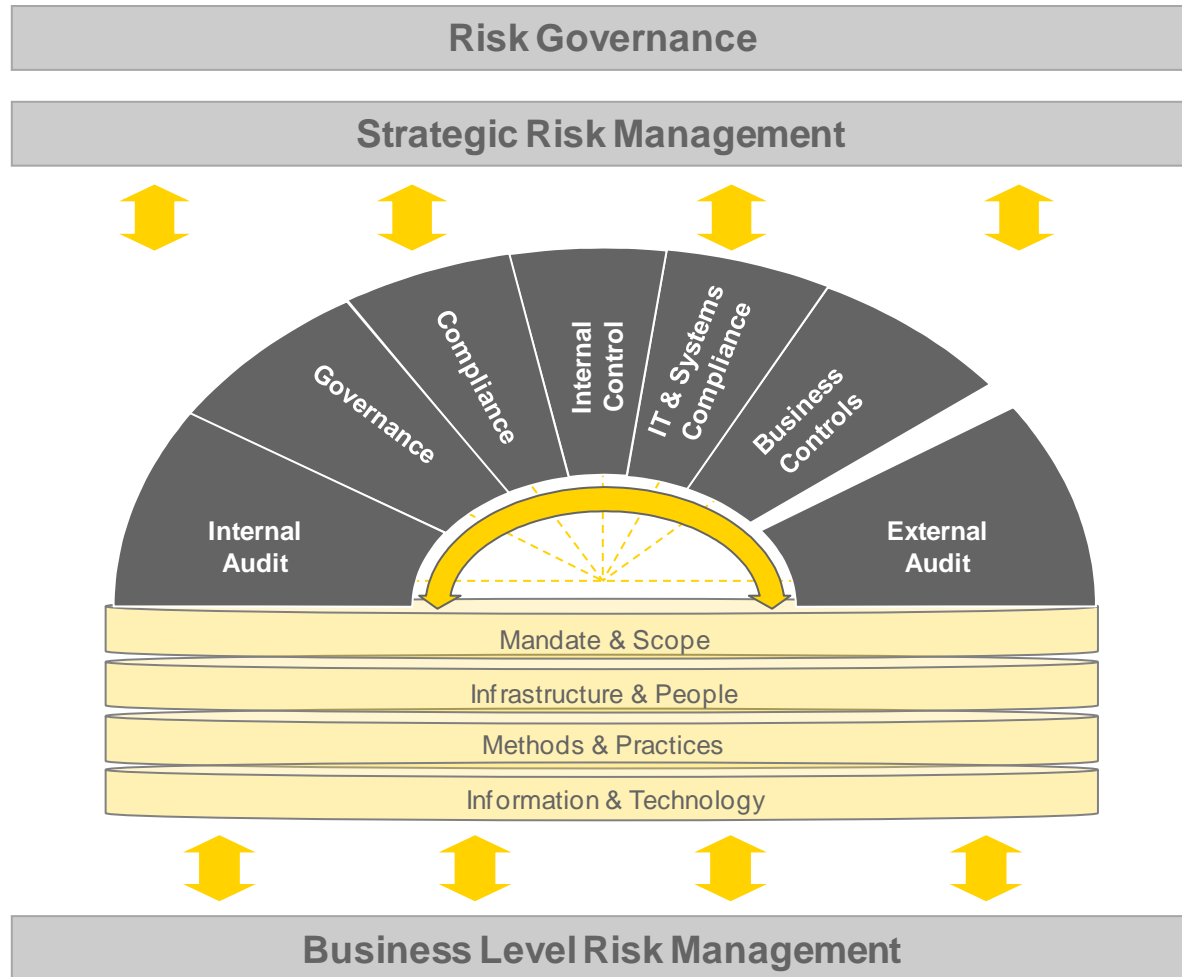 Risk Governance
Strategic Risk Management
Internal
Audit
Governance
Compliance
Internal
Control
IT & Systems
Compliance
Business
Controls
External
Audit
Mandate & Scope
Infrastructure & People
Methods & Practices
Information & Technology
Business Level Risk Management